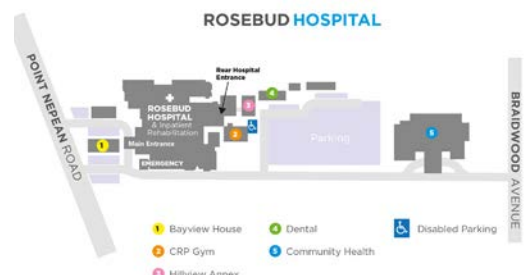 ROSEBUD HOSPITAL
POINT NEPEAN ROAD
BRAIDWOOD AVENUE
Rear Hospital
Entrance
ROSEBUD
HOSPITAL
& Inpatient
Rehabilitation
Main Entrance
EMERGENCY
Parking
1
2
3
4
5
1 Bayview House
4 Dental
Disabled Parking
2 CRP Gym
5 Community Health
3 Hillview Annex